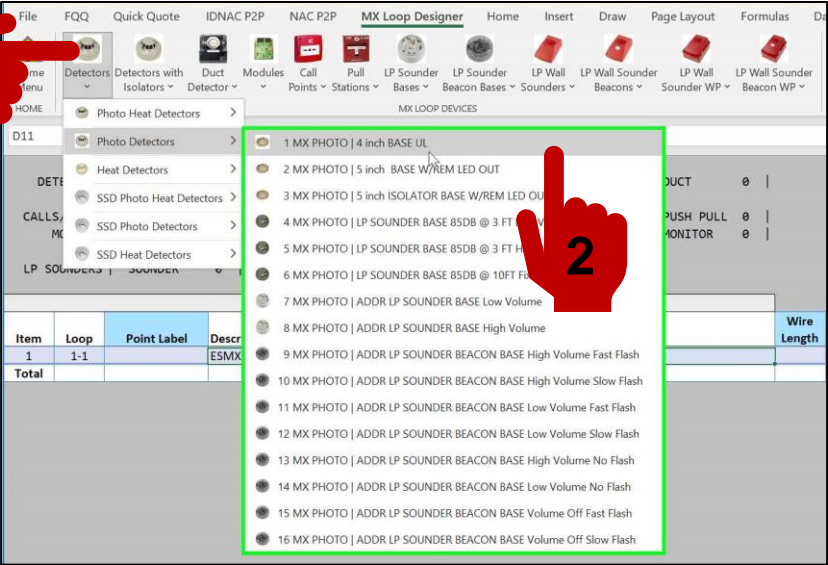 File FQQ Quick Quote IDNAC P2P NAC P2P MX Loop Designer Home Insert Draw Page Layout Formulas
Detectors Detectors with Isolators Duct Detector Modules Call Points Pull Stations LP Sounder Bases LP Sounder Beacon Bases LP Wall Sounders LP Wall Sounder Beacons LP Wall Sounder WP LP Wall Sounder Beacon WP
HOME MX LOOP DEVICES
D11
Photo Heat Detectors
Photo Detectors
Heat Detectors
SSD Photo Heat Detectors
SSD Photo Detectors
SSD Heat Detectors
1 MX PHOTO | 4 inch BASE UL
2 MX PHOTO | 5 inch BASE W/REM LED OUT
3 MX PHOTO | 5 inch ISOLATOR BASE W/REM LED
4 MX PHOTO | LP SOUNDER BASE 85DB @ 3 FT
5 MX PHOTO | LP SOUNDER BASE 85DB @ 3 FT
6 MX PHOTO | LP SOUNDER BASE 85DB @ 10FT
7 MX PHOTO | ADDR LP SOUNDER BASE Low Volume
8 MX PHOTO | ADDR LP SOUNDER BASE High Volume
9 MX PHOTO | ADDR LP SOUNDER BEACON BASE High Volume Fast Flash
10 MX PHOTO | ADDR LP SOUNDER BEACON BASE High Volume Slow Flash
11 MX PHOTO | ADDR LP SOUNDER BEACON BASE Low Volume Fast Flash
12 MX PHOTO | ADDR LP SOUNDER BEACON BASE Low Volume Slow Flash
13 MX PHOTO | ADDR LP SOUNDER BEACON BASE High Volume No Flash
14 MX PHOTO | ADDR LP SOUNDER BEACON BASE Low Volume No Flash
15 MX PHOTO | ADDR LP SOUNDER BEACON BASE Volume Off Fast Flash
16 MX PHOTO | ADDR LP SOUNDER BEACON BASE Volume Off Slow Flash
2
0 |
PUSH PULL 0 |
MONITOR 0 |
LP SOUNDERS | SOUNDER 0
Item Loop Point Label Descr Wire Length
1 1-1 ESMX
Total